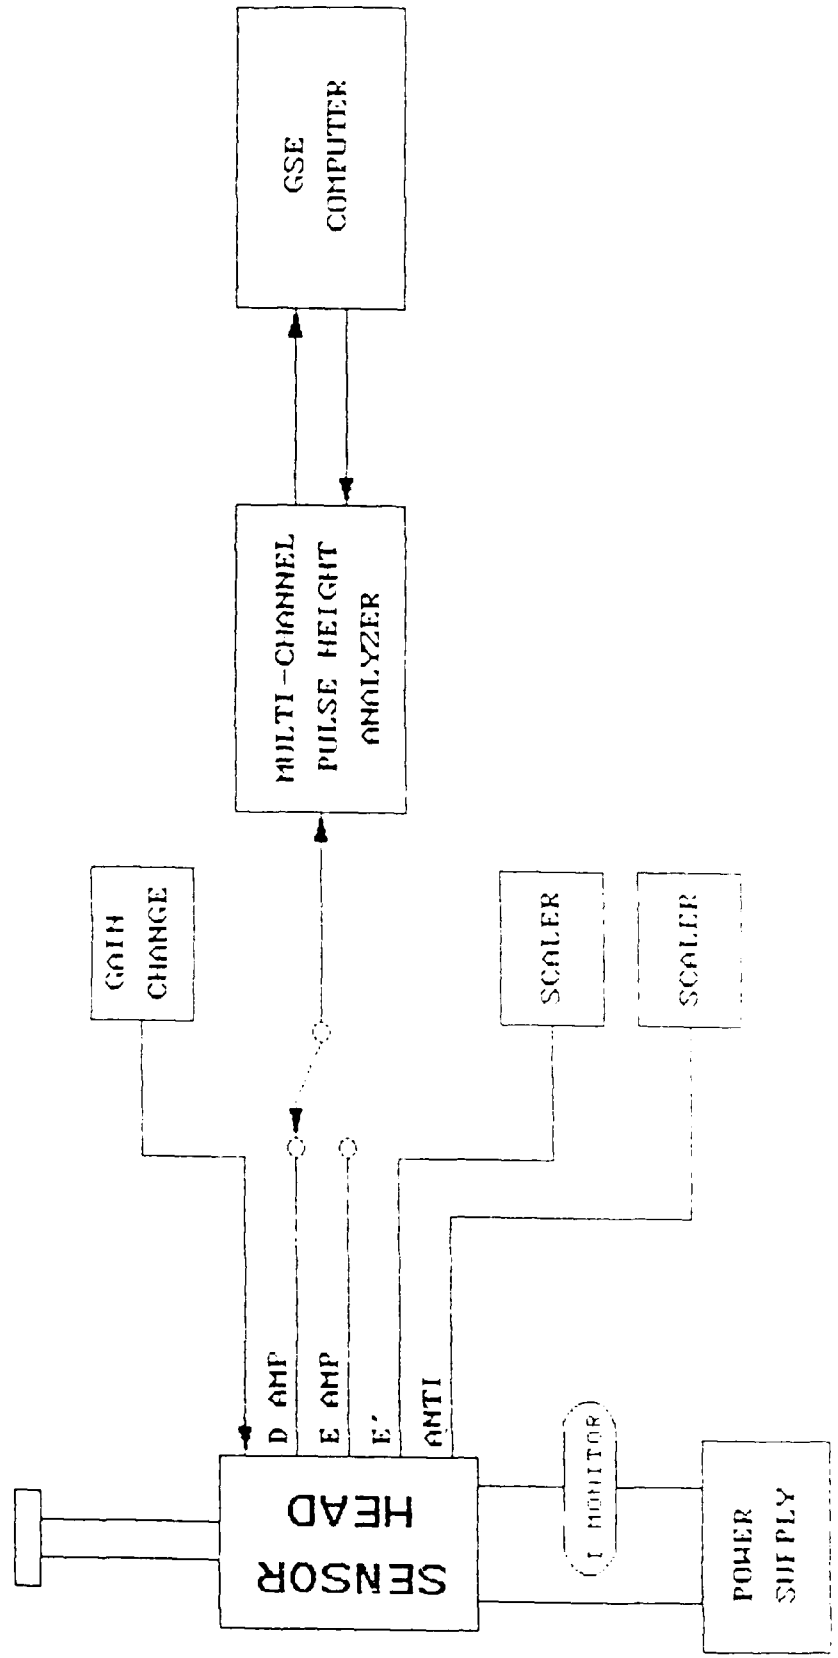 SENSOR
HEAD
D AMP
E AMP
E'
ANTI
GAIN
CHANGE
MULTI-CHANNEL
PULSE HEIGHT
ANALYZER
GSE
COMPUTER
SCALER
SCALER
I MONITOR
POWER
SUPPLY